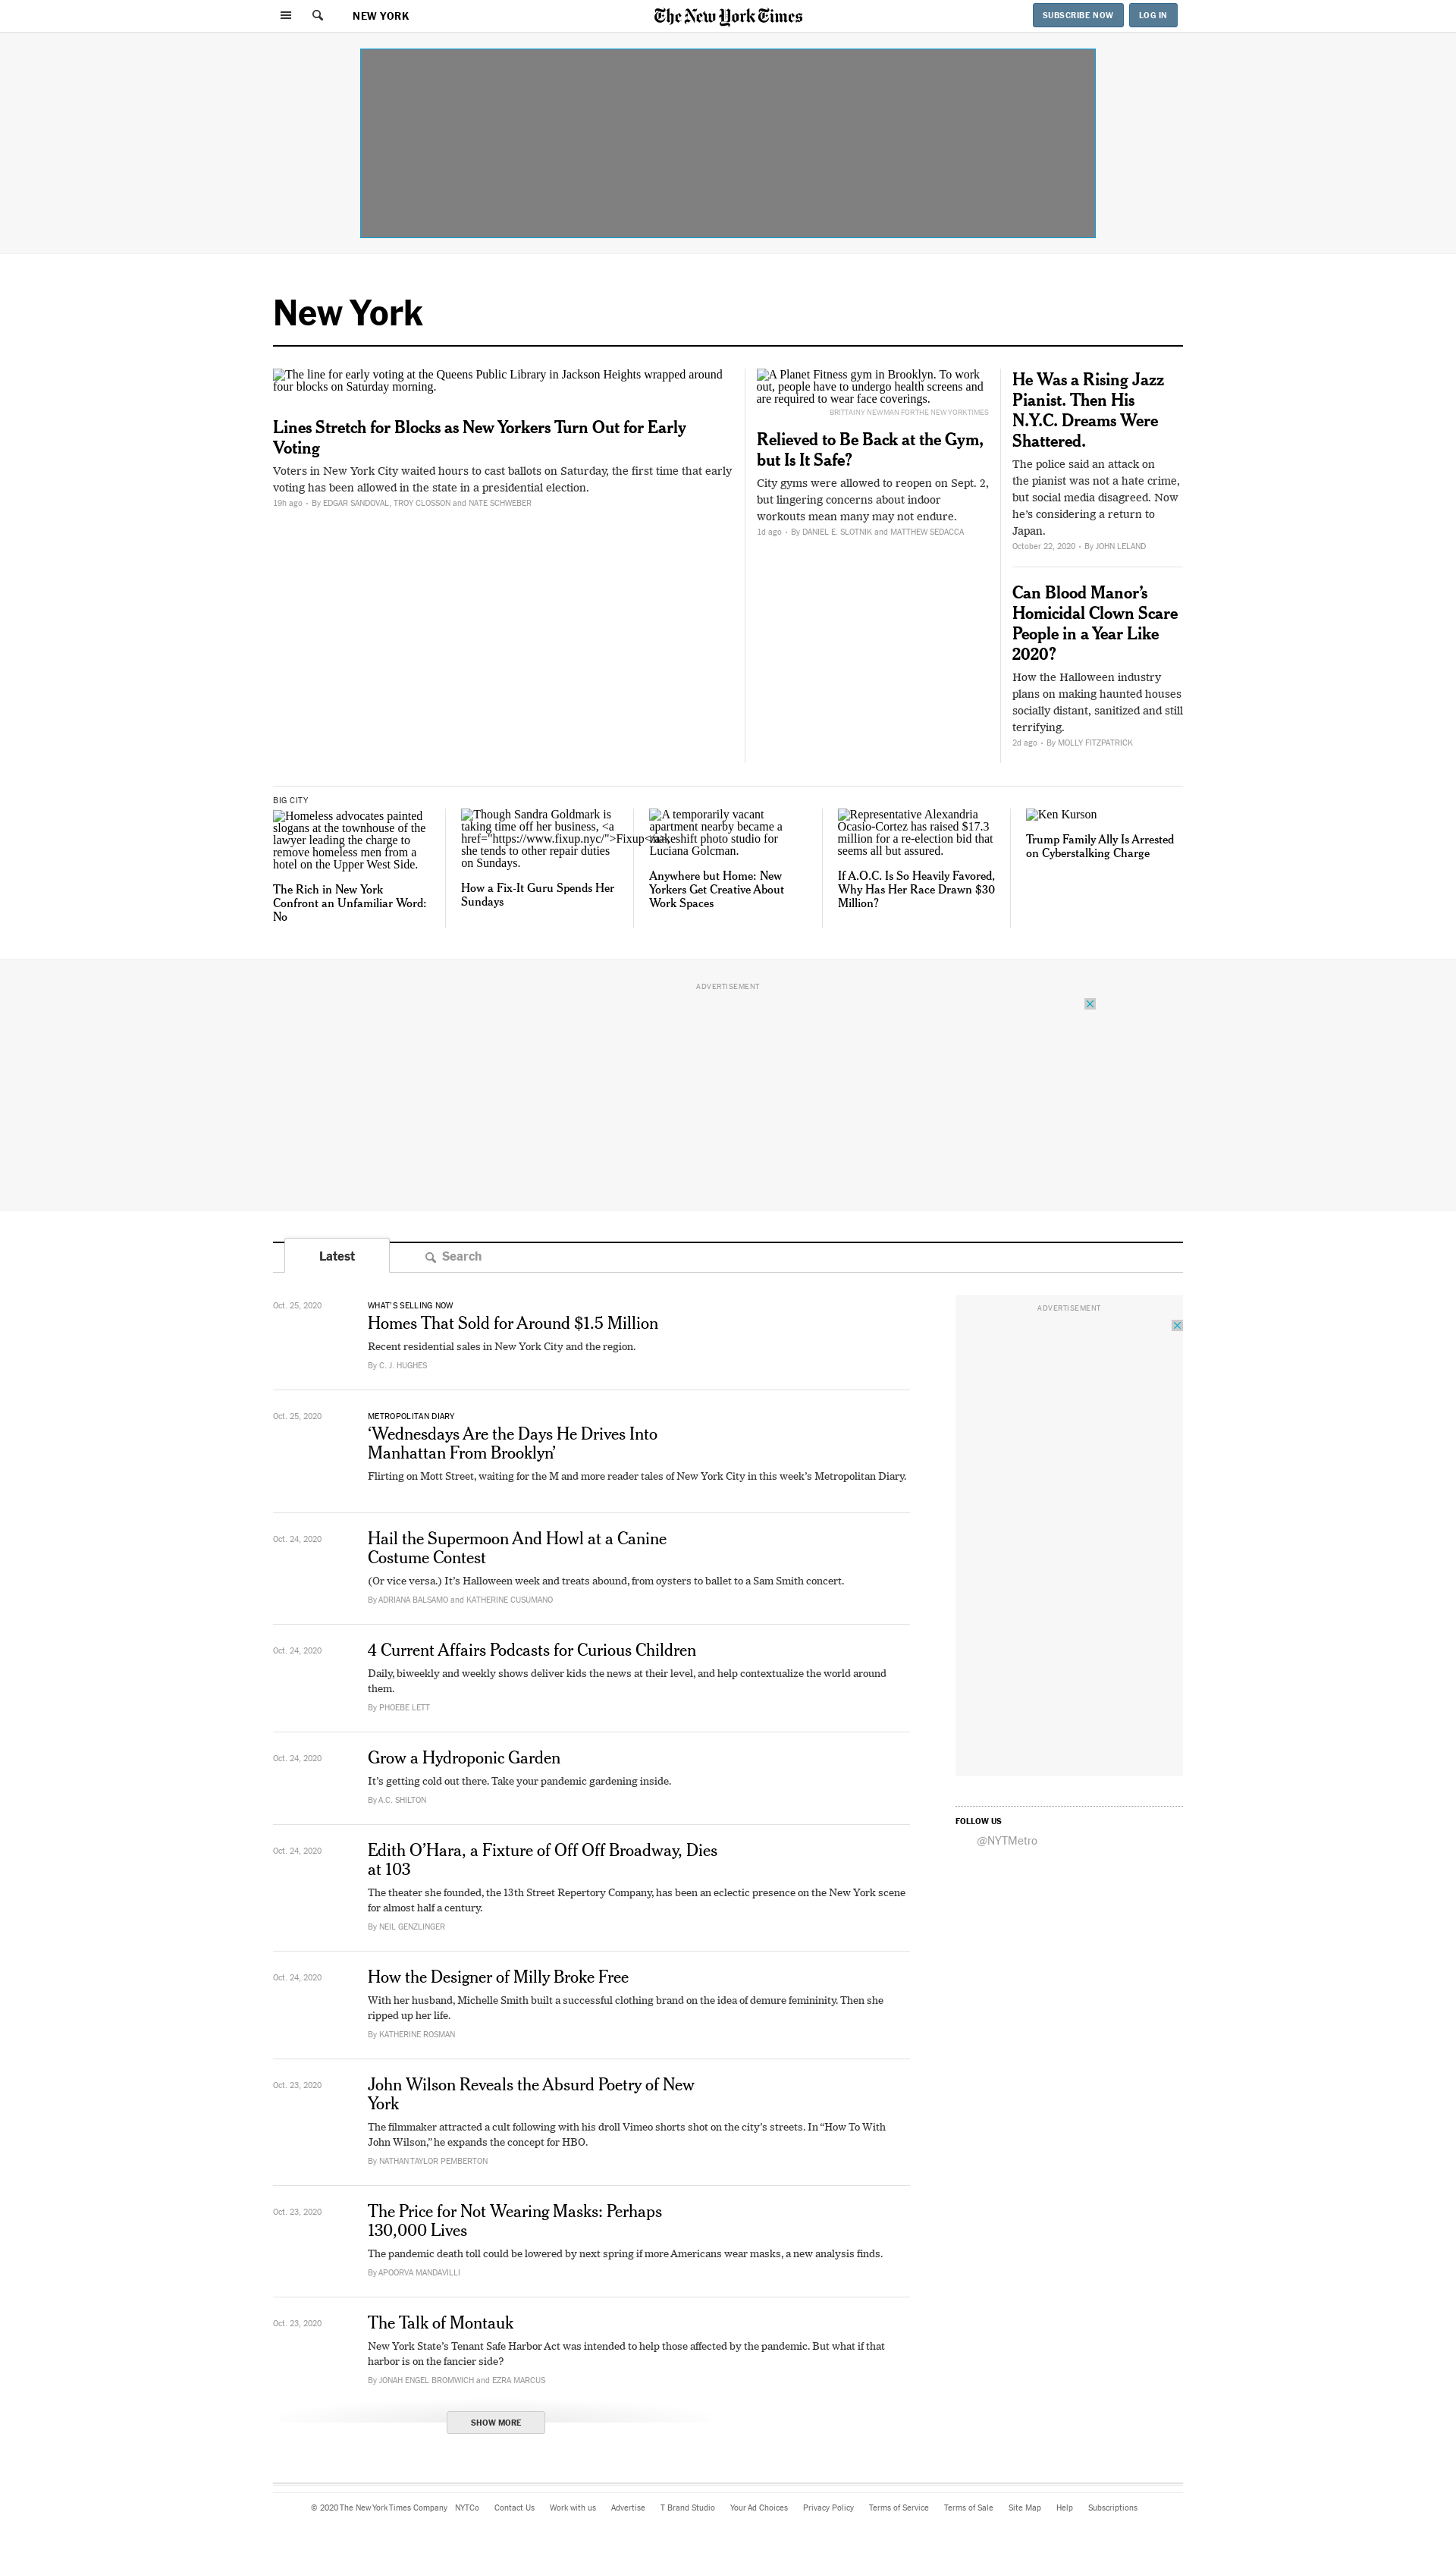 NEW YORK
The New York Times
SUBSCRIBE NOW
LOG IN
New York
The line for early voting at the Queens Public Library in Jackson Heights wrapped around
four blocks on Saturday morning.
Lines Stretch for Blocks as New Yorkers Turn Out for Early
Voting
Voters in New York City waited hours to cast ballots on Saturday, the first time that early
voting has been allowed in the state in a presidential election.
19h ago • By EDGAR SANDOVAL, TROY CLOSSON and NATE SCHWEBER
A Planet Fitness gym in Brooklyn. To work
out, people have to undergo health screens and
are required to wear face coverings.
BRITTAINY NEWMAN FOR THE NEW YORK TIMES
Relieved to Be Back at the Gym,
but Is It Safe?
City gyms were allowed to reopen on Sept. 2,
but lingering concerns about indoor
workouts mean many may not endure.
1d ago • By DANIEL E. SLOTNIK and MATTHEW SEDACCA
He Was a Rising Jazz
Pianist. Then His
N.Y.C. Dreams Were
Shattered.
The police said an attack on
the pianist was not a hate crime,
but social media disagreed. Now
he’s considering a return to
Japan.
October 22, 2020 • By JOHN LELAND
Can Blood Manor’s
Homicidal Clown Scare
People in a Year Like
2020?
How the Halloween industry
plans on making haunted houses
socially distant, sanitized and still
terrifying.
2d ago • By MOLLY FITZPATRICK
BIG CITY
Homeless advocates painted
slogans at the townhouse of the
lawyer leading the charge to
remove homeless men from a
hotel on the Upper West Side.
The Rich in New York
Confront an Unfamiliar Word:
No
Though Sandra Goldmark is
taking time off her business, <a
href="https://www.fixup.nyc/">Fixup</a>,
she tends to other repair duties
on Sundays.
How a Fix-It Guru Spends Her
Sundays
A temporarily vacant
apartment nearby became a
makeshift photo studio for
Luciana Golcman.
Anywhere but Home: New
Yorkers Get Creative About
Work Spaces
Representative Alexandria
Ocasio-Cortez has raised $17.3
million for a re-election bid that
seems all but assured.
If A.O.C. Is So Heavily Favored,
Why Has Her Race Drawn $30
Million?
Ken Kurson
Trump Family Ally Is Arrested
on Cyberstalking Charge
ADVERTISEMENT
Latest
Search
Oct. 25, 2020
WHAT’S SELLING NOW
Homes That Sold for Around $1.5 Million
Recent residential sales in New York City and the region.
By C. J. HUGHES
Oct. 25, 2020
METROPOLITAN DIARY
‘Wednesdays Are the Days He Drives Into
Manhattan From Brooklyn’
Flirting on Mott Street, waiting for the M and more reader tales of New York City in this week’s Metropolitan Diary.
Oct. 24, 2020
Hail the Supermoon And Howl at a Canine
Costume Contest
(Or vice versa.) It’s Halloween week and treats abound, from oysters to ballet to a Sam Smith concert.
By ADRIANA BALSAMO and KATHERINE CUSUMANO
Oct. 24, 2020
4 Current Affairs Podcasts for Curious Children
Daily, biweekly and weekly shows deliver kids the news at their level, and help contextualize the world around
them.
By PHOEBE LETT
Oct. 24, 2020
Grow a Hydroponic Garden
It’s getting cold out there. Take your pandemic gardening inside.
By A.C. SHILTON
Oct. 24, 2020
Edith O’Hara, a Fixture of Off Off Broadway, Dies
at 103
The theater she founded, the 13th Street Repertory Company, has been an eclectic presence on the New York scene
for almost half a century.
By NEIL GENZLINGER
Oct. 24, 2020
How the Designer of Milly Broke Free
With her husband, Michelle Smith built a successful clothing brand on the idea of demure femininity. Then she
ripped up her life.
By KATHERINE ROSMAN
Oct. 23, 2020
John Wilson Reveals the Absurd Poetry of New
York
The filmmaker attracted a cult following with his droll Vimeo shorts shot on the city’s streets. In “How To With
John Wilson,” he expands the concept for HBO.
By NATHAN TAYLOR PEMBERTON
Oct. 23, 2020
The Price for Not Wearing Masks: Perhaps
130,000 Lives
The pandemic death toll could be lowered by next spring if more Americans wear masks, a new analysis finds.
By APOORVA MANDAVILLI
Oct. 23, 2020
The Talk of Montauk
New York State’s Tenant Safe Harbor Act was intended to help those affected by the pandemic. But what if that
harbor is on the fancier side?
By JONAH ENGEL BROMWICH and EZRA MARCUS
SHOW MORE
ADVERTISEMENT
FOLLOW US
@NYTMetro
© 2020 The New York Times Company NYTCo Contact Us Work with us Advertise T Brand Studio Your Ad Choices Privacy Policy Terms of Service Terms of Sale Site Map Help Subscriptions